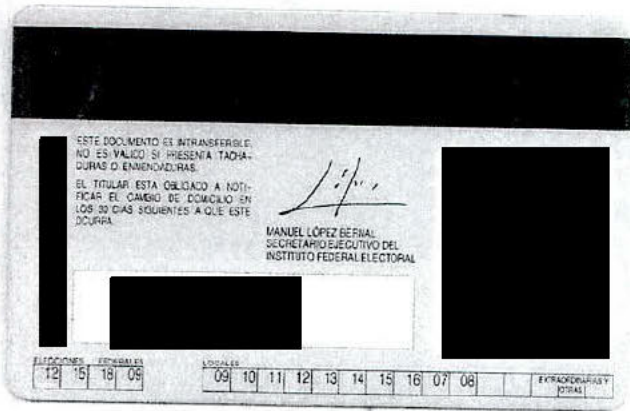 ESTE DOCUMENTO ES INTRANSFERIBLE,
NO ES VALIDO SI PRESENTA TACHA-
DURAS O ENMENDADURAS.
EL TITULAR ESTA OBLIGADO A NOTI-
FICAR EL CAMBIO DE DOMICILIO EN
LOS 30 DIAS SIGUIENTES A QUE ESTE
OCURRA.
MANUEL LÓPEZ BERNAL
SECRETARIO EJECUTIVO DEL
INSTITUTO FEDERAL ELECTORAL
ELECCIONES FEDERALES LOCALES EXTRAORDINARIAS Y
OTRAS
12 15 18 09 09 10 11 12 13 14 15 16 07 08